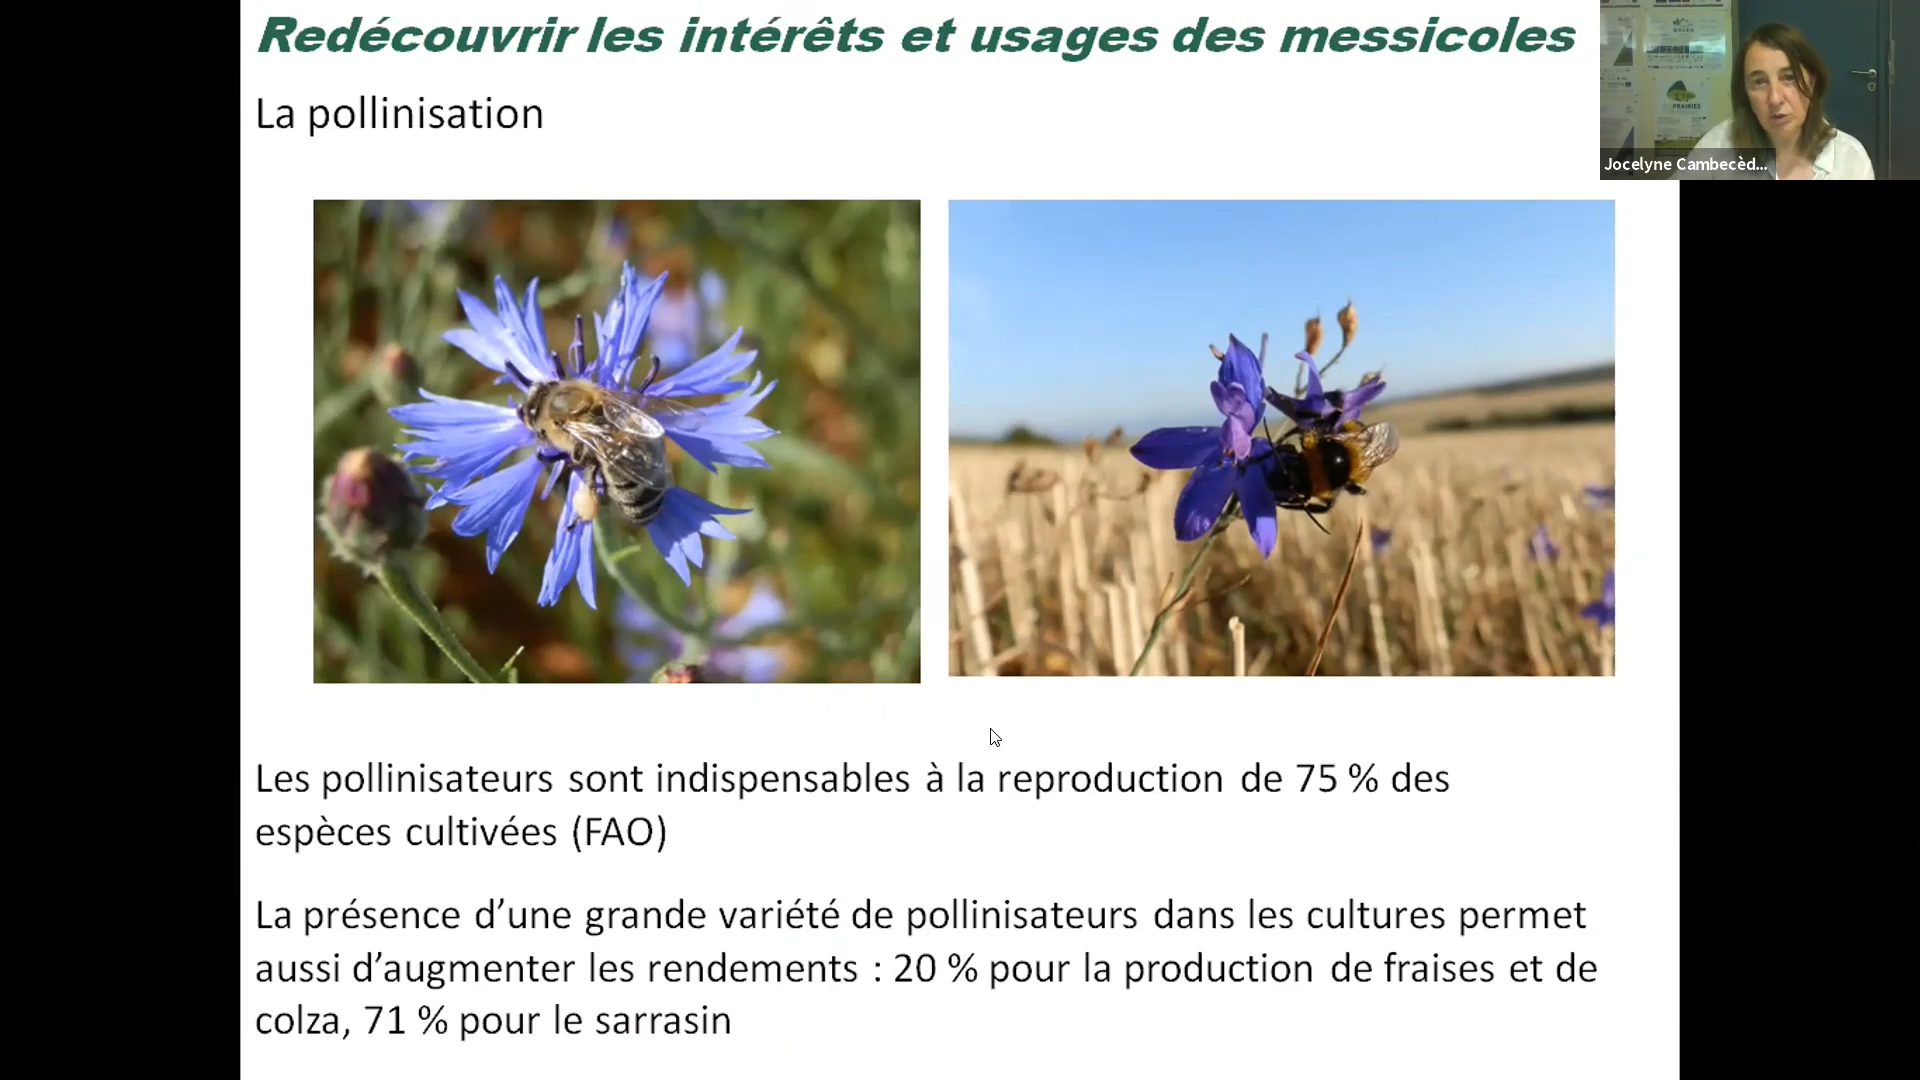 Redécouvrir les intérêts et usages des messicoles
La pollinisation
PRAIRIES
Jocelyne Cambecèd...
Les pollinisateurs sont indispensables à la reproduction de 75 % des
espèces cultivées (FAO)
La présence d’une grande variété de pollinisateurs dans les cultures permet
aussi d’augmenter les rendements : 20 % pour la production de fraises et de
colza, 71 % pour le sarrasin